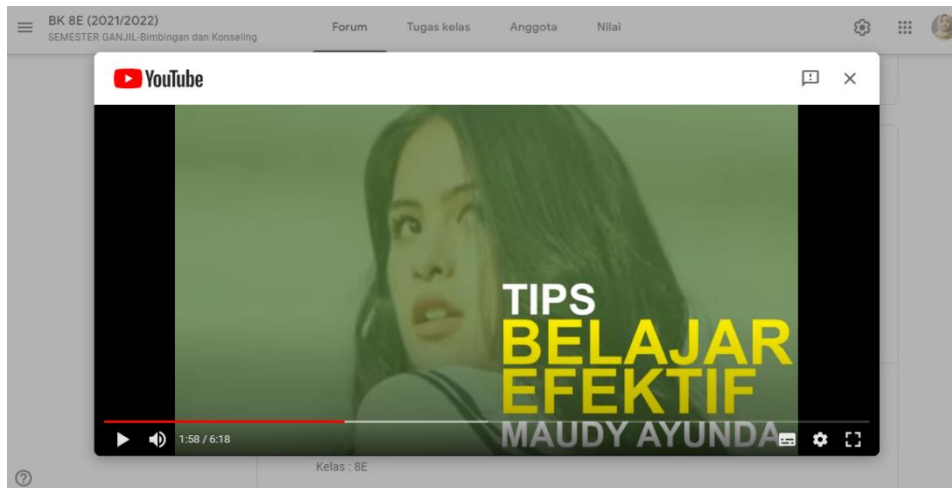 BK 8E (2021/2022)
SEMESTER GANJIL-Bimbingan dan Konseling
Forum Tugas kelas Anggota Nilai
YouTube
TIPS
BELAJAR
EFEKTIF
MAUDY AYUNDA
1:58 / 6:18
Kelas : 8E